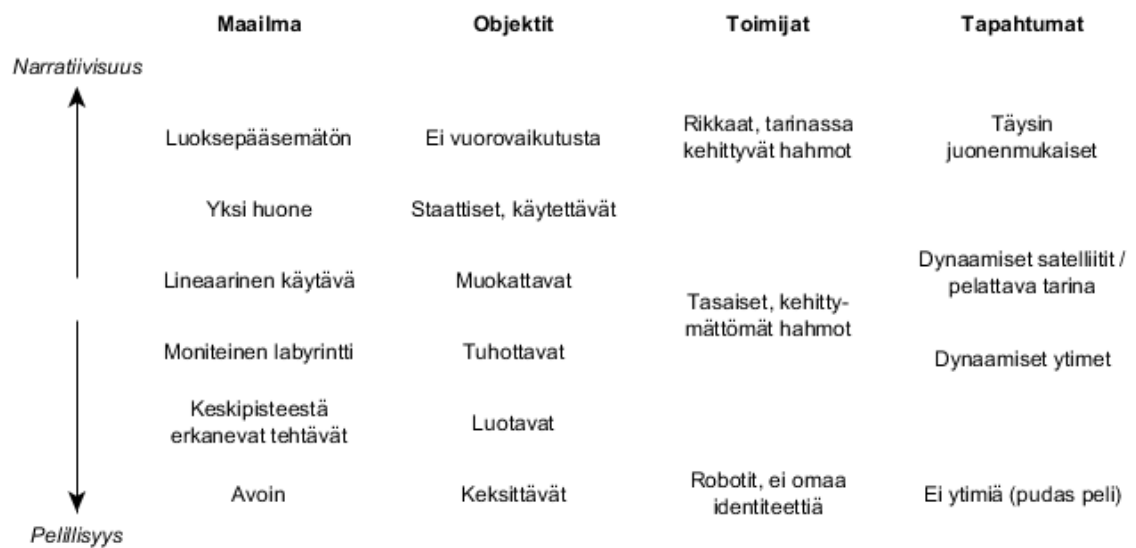 Maailma Objektit Toimijat Tapahtumat
Narratiivisuus
Luoksepääsemätön Ei vuorovaikutusta Rikkaat, tarinassa Täysin
kehittyvät hahmot juonenmukaiset
Yksi huone Staattiset, käytettävät
Lineaarinen käytävä Muokattavat Dynaamiset satelliitit /
pelattava tarina
Tasaiset, kehitty-
mättömät hahmot
Moniteinen labyrintti Tuhottavat Dynaamiset ytimet
Keskipisteestä
erkanevat tehtävät Luotavat
Avoin Keksittävät Robotit, ei omaa
identiteettiä Ei ytimiä (pudas peli)
Pelillisyys